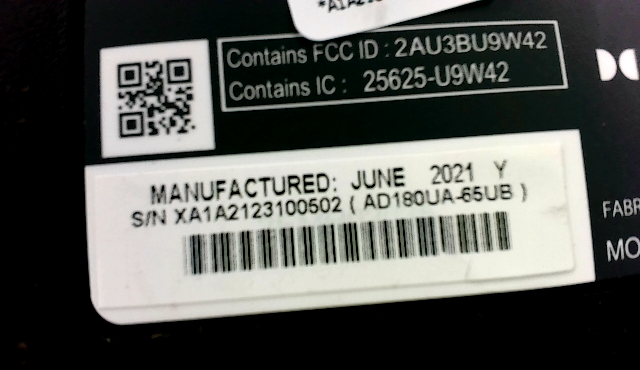 Contains FCC ID : 2AU3BU9W42
Contains IC : 25625-U9W42
MANUFACTURED: JUNE 2021 Y
S/N XA1A2123100502 ( AD180UA-65UB )
FABR
MO